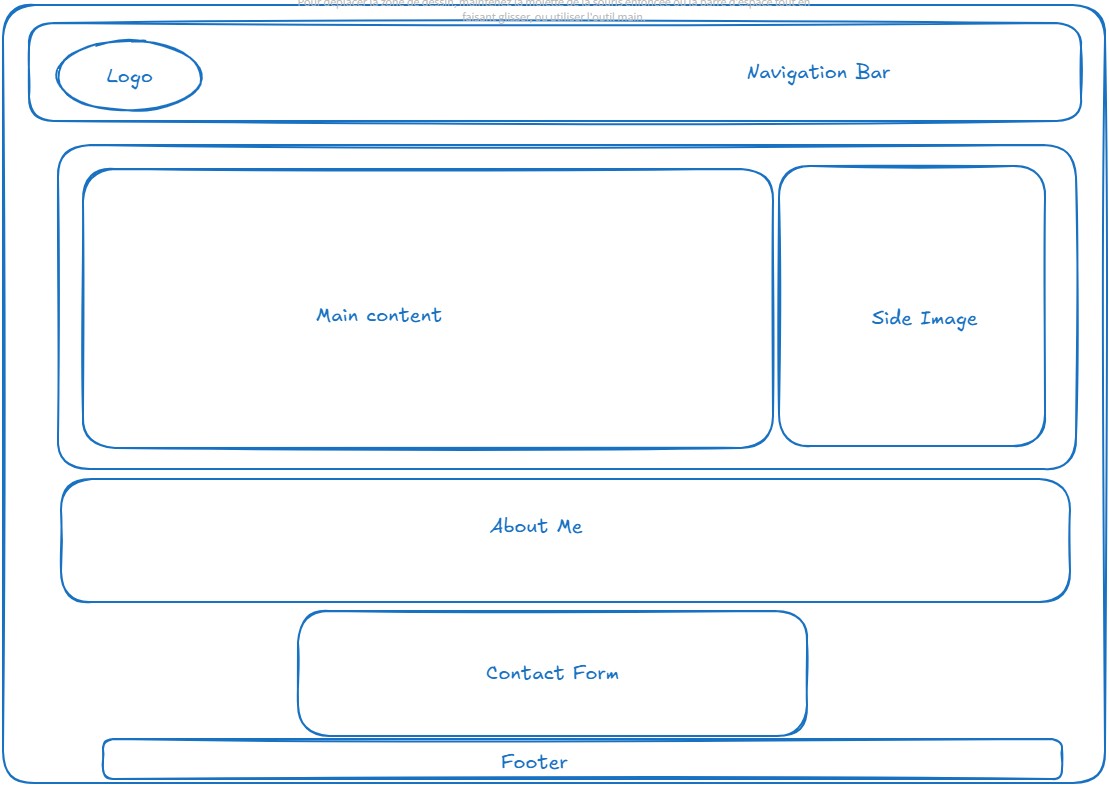 Pour déplacer la zone de dessin, maintenez la molette de la souris enfoncée ou la barre d'espace tout en
faisant glisser, ou utiliser l'outil main.
Logo
Navigation Bar
Main content
Side Image
About Me
Contact Form
Footer